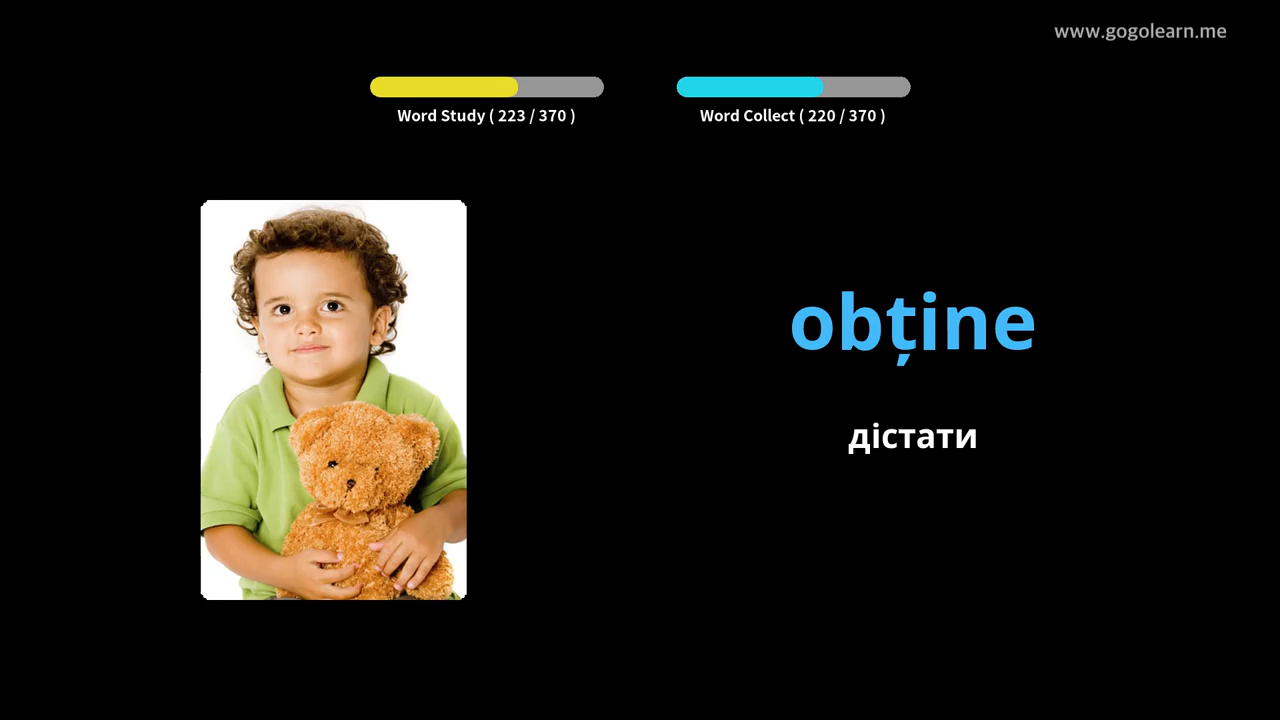 www.gogolearn.me
Word Study ( 223 / 370 )
Word Collect ( 220 / 370 )
obține
дістати